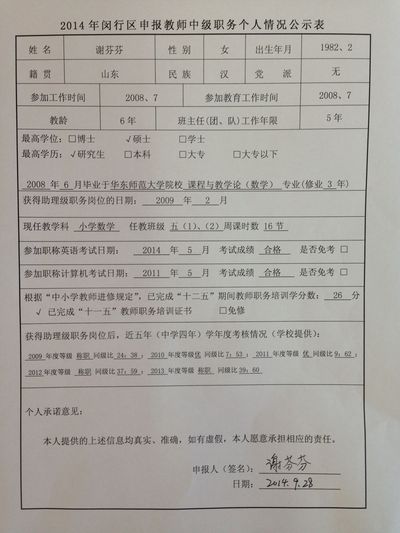 2014 年闵行区申报教师中级职务个人情况公示表
姓 名 谢芬芬 性 别 女 出生年月 1982、2
籍 贯 山东 民 族 汉 党 派 无
参加工作时间 2008、7 参加教育工作时间 2008、7
教龄 6 年 班主任(团、队)工作年限 5 年
最高学位：□博士 √硕士 □学士
最高学历：√研究生 □本科 □大专 □大专以下
2008 年 6 月毕业于华东师范大学院校 课程与教学论（数学） 专业(修业 3 年)
获得助理级职务岗位的日期： 2009 年 2 月
现任教学科 小学数学 任教班级 五（1）、（2）周课时数 16 节
参加职称英语考试日期： 2014 年 5 月 考试成绩 合格 是否免考 □
参加职称计算机考试日期： 2011 年 5 月 考试成绩 合格 是否免考 □
根据“中小学教师进修规定”，已完成“十二五”期间教师职务培训学分数： 26 分
√ 已完成“十一五”教师职务培训证书 □免修
获得助理级职务岗位后，近五年（中学四年）学年度考核情况（学校提供）：
2009 年度等级 称职 同级比 24：38 ； 2010 年度等级优 同级比 7；53 ； 2011 年度等级 优 同级比 9；62 ；
2012年度等级 称职 同级比 37；59 ； 2013 年度等级 称职 同级比 39；60
个人承诺意见：
本人提供的上述信息均真实、准确，如有虚假，本人愿意承担相应的责任。
申报人（签名）： 谢芬芬
日期： 2014.9.28